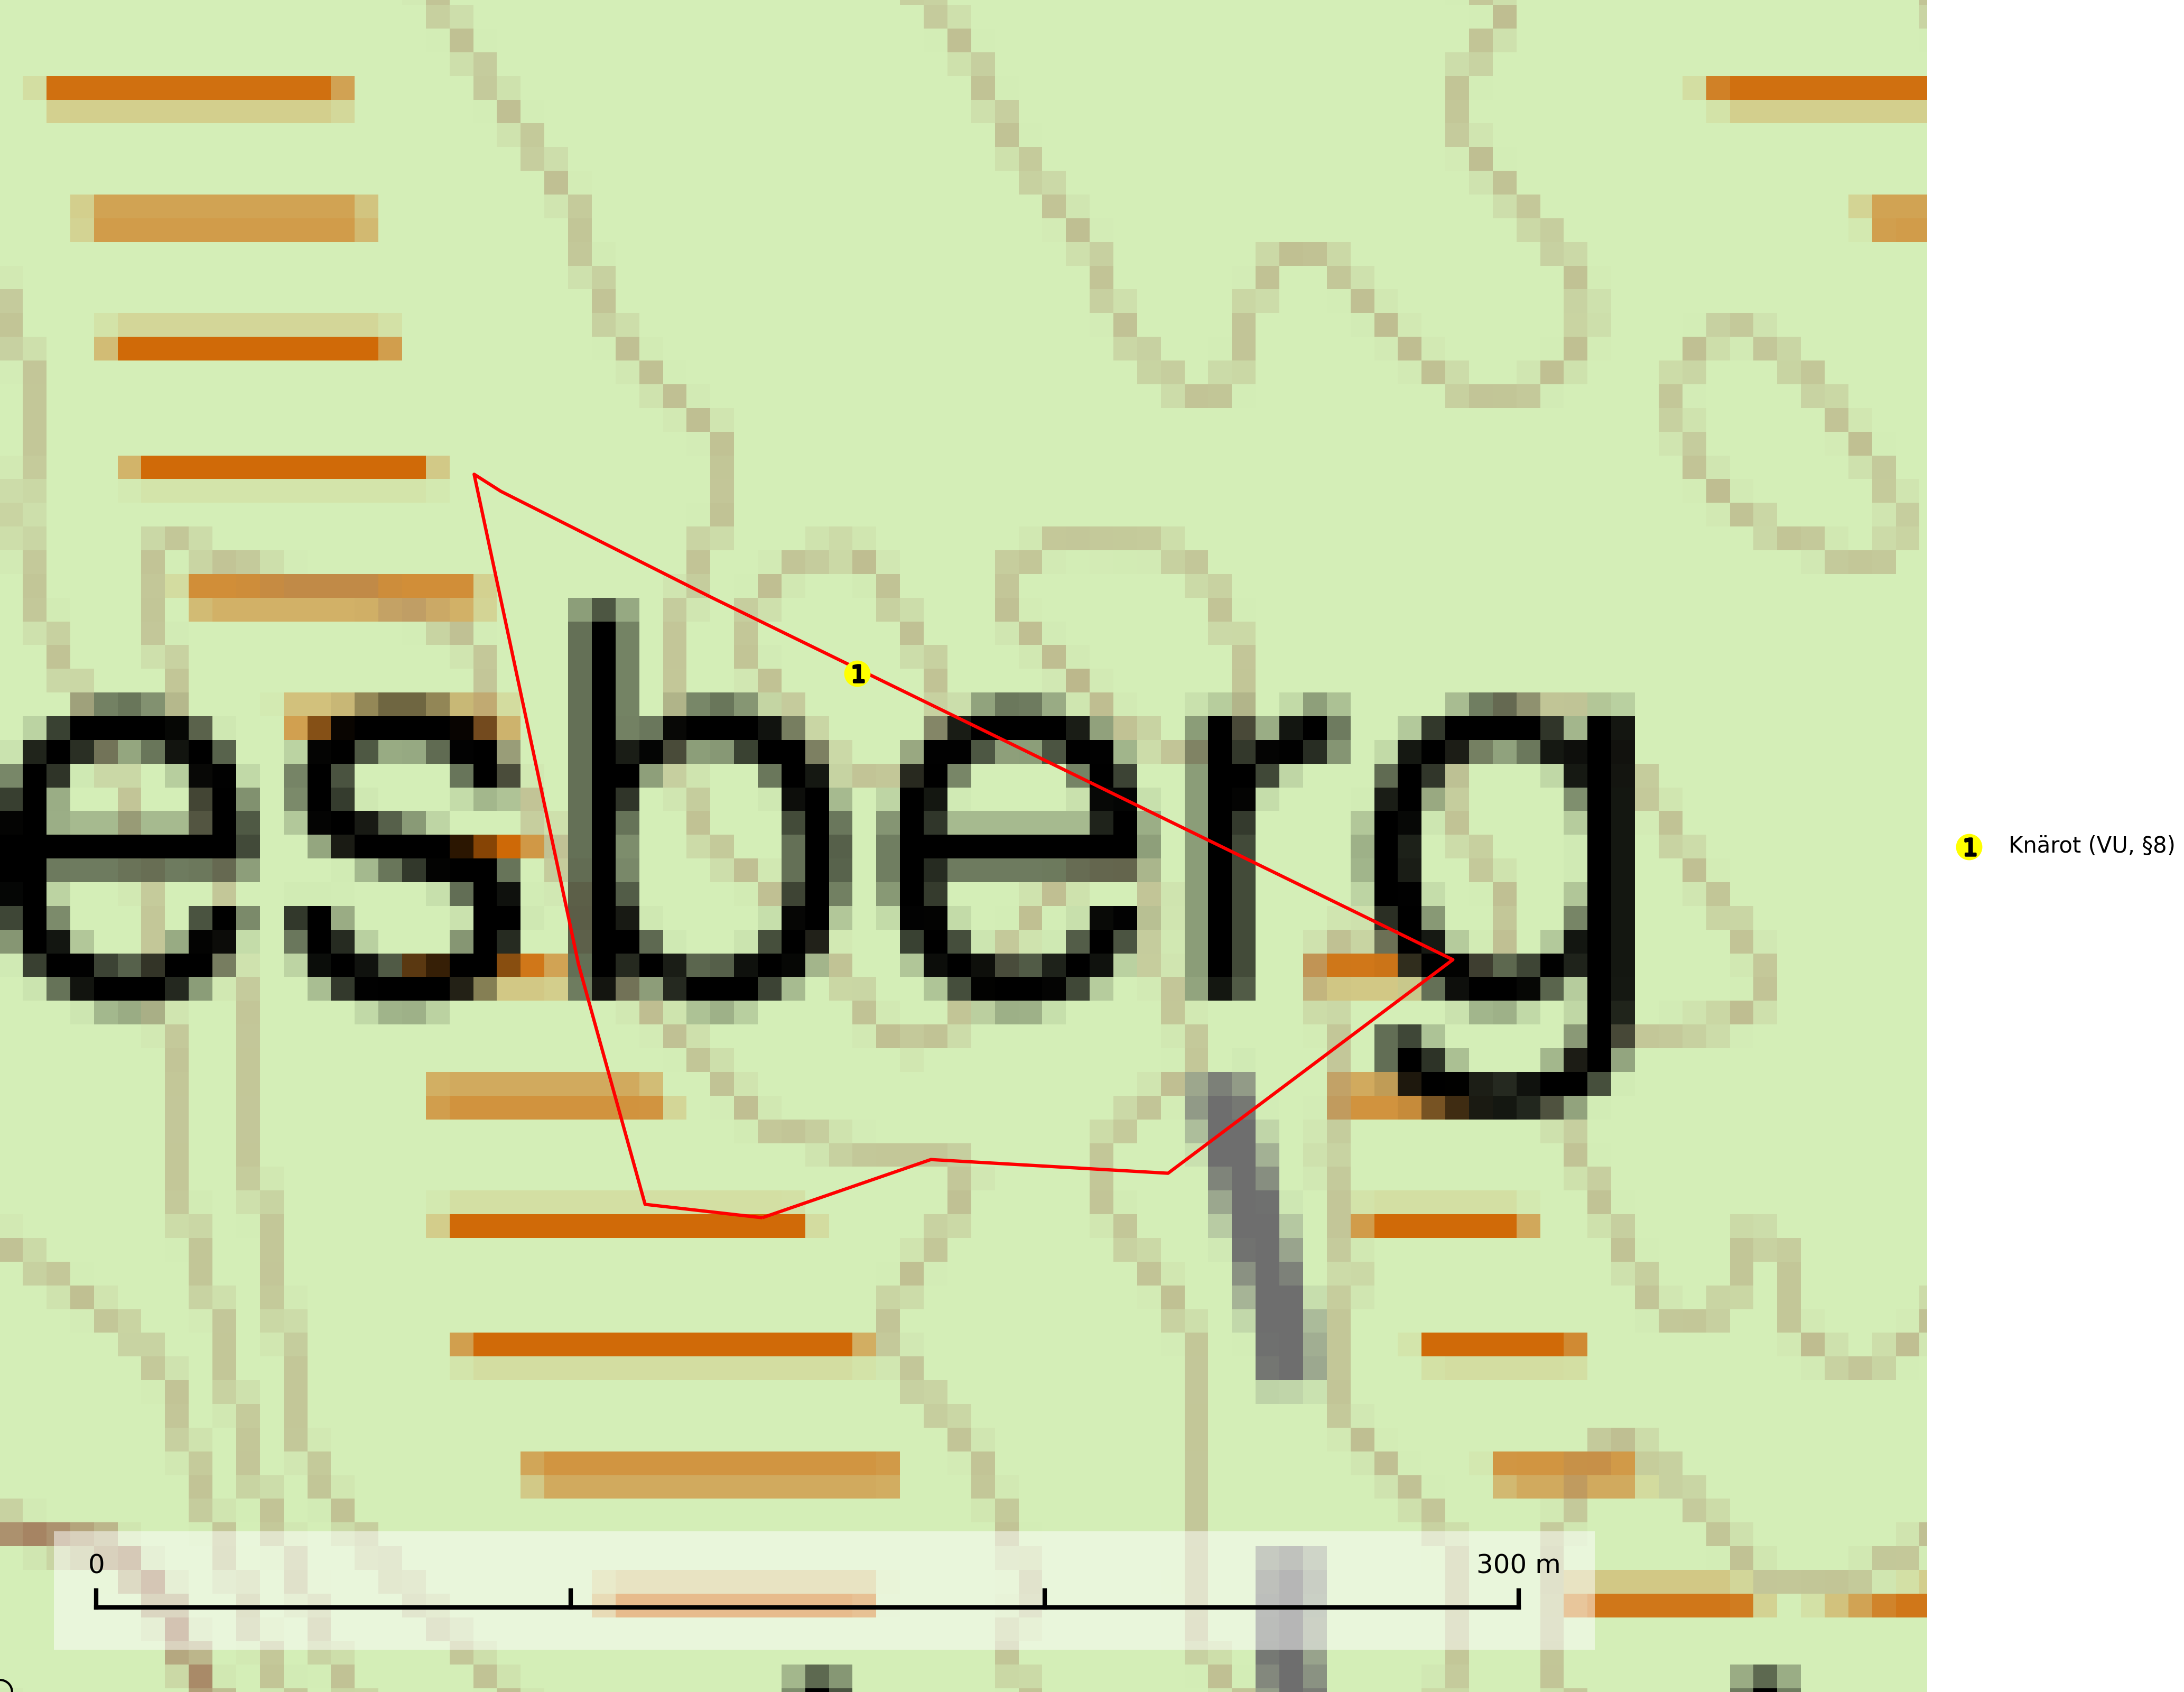 1
esberg
1 Knärot (VU, §8)
0 300 m